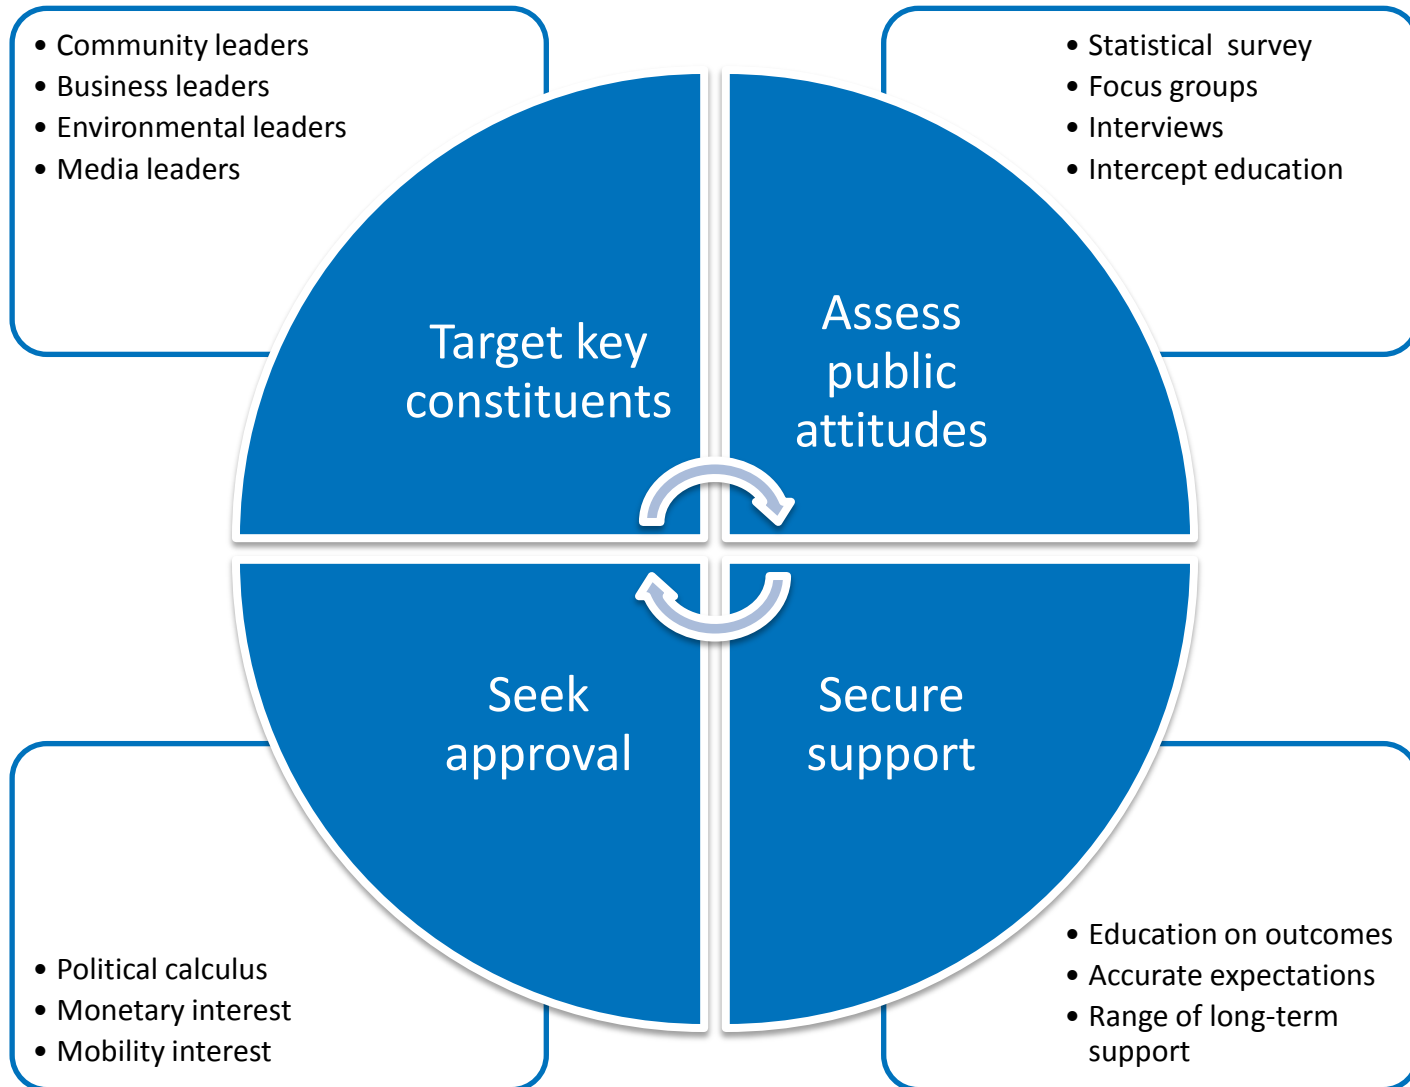 • Community leaders
• Business leaders
• Environmental leaders
• Media leaders
• Statistical survey
• Focus groups
• Interviews
• Intercept education
Target key
constituents
Assess
public
attitudes
Seek
approval
Secure
support
• Political calculus
• Monetary interest
• Mobility interest
• Education on outcomes
• Accurate expectations
• Range of long-term
support